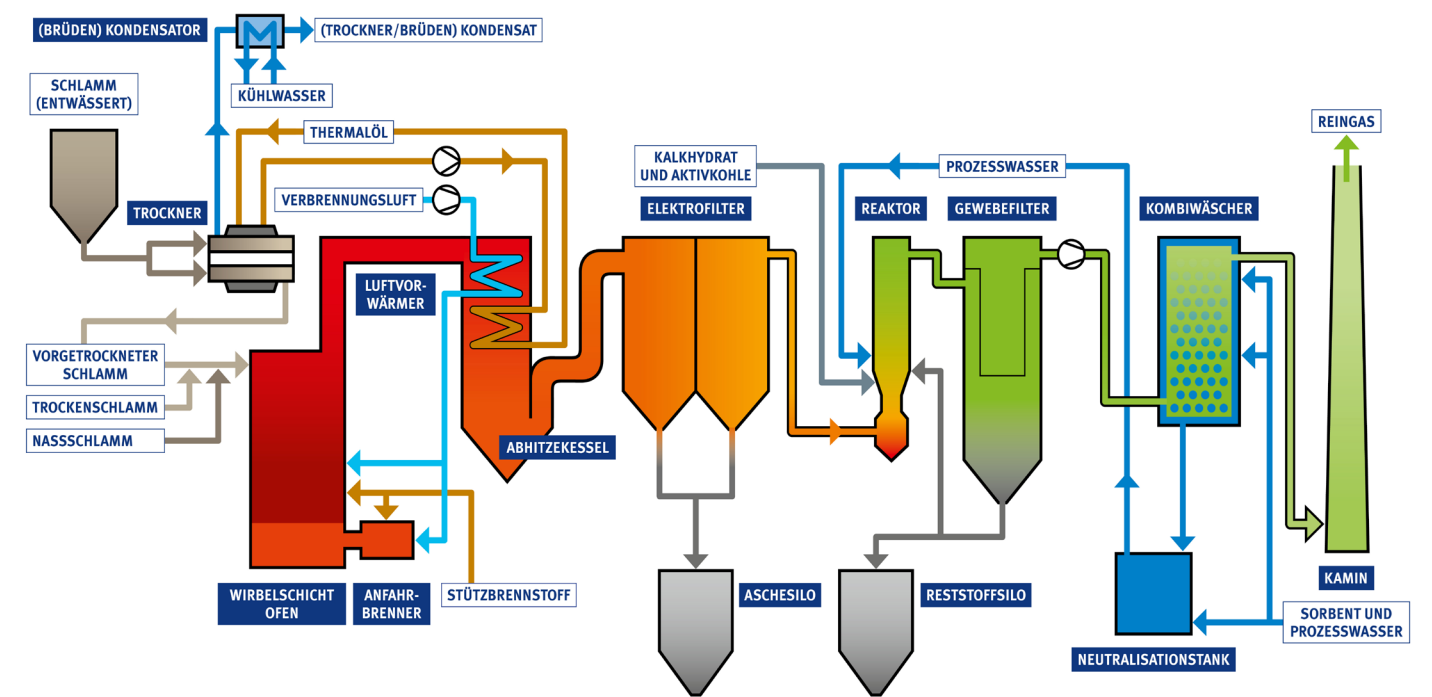 (BRÜDEN) KONDENSATOR
(TROCKNER/BRÜDEN) KONDENSAT
SCHLAMM
(ENTWÄSSERT)
KÜHLWASSER
THERMALÖL
VERBRENNUNGSLUFT
TROCKNER
LUFTVOR-
WÄRMER
VORGETROCKNETER
SCHLAMM
TROCKENSCHLAMM
NASSSCHLAMM
ABHITZEKESSEL
WIRBELSCHICHT
OFEN
ANFAHR-
BRENNER
STÜTZBRENNSTOFF
KALKHYDRAT
UND AKTIVKOHLE
ELEKTROFILTER
PROZESSWASSER
REAKTOR
GEWEBEFILTER
KOMBIWÄSCHER
REINGAS
ASCHESILO
RESTSTOFFSILO
KAMIN
SORBENT UND
PROZESSWASSER
NEUTRALISATIONSTANK